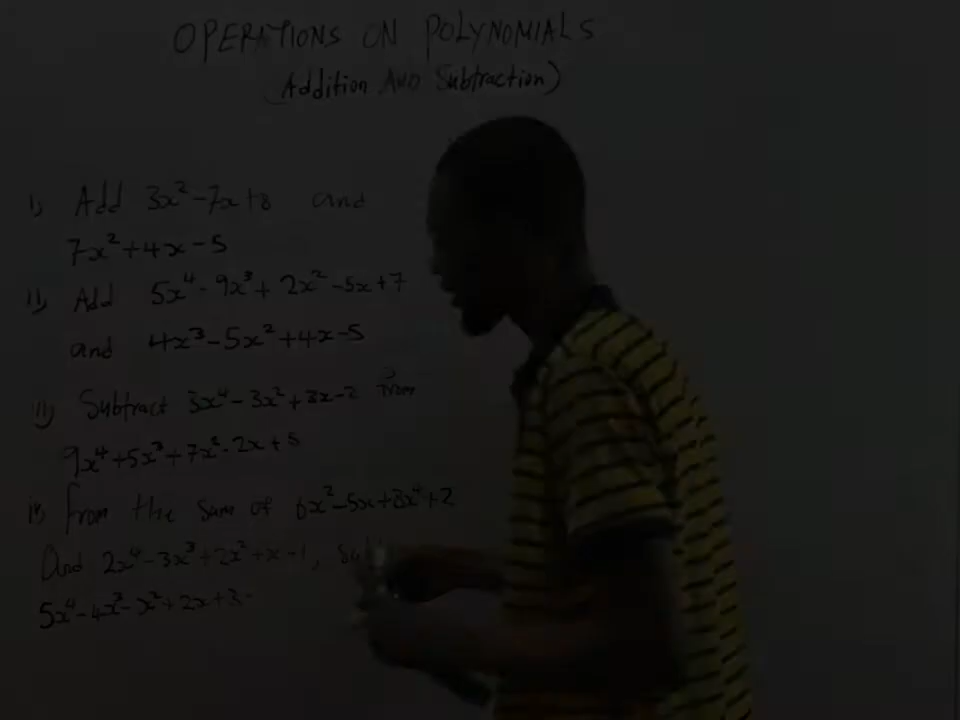 OPERATIONS ON POLYNOMIALS
(Addition AND Subtraction)
i) Add 3x² - 7x + 8 and
7x² + 4x - 5
ii) Add 5x⁴ - 9x³ + 2x² - 5x + 7
and 4x³ - 5x² + 4x - 5
iii) Subtract 3x⁴ - 3x² + 3x - 2 from
9x⁴ + 5x³ + 7x² - 2x + 5
iv) From the sum of 6x² - 5x + 3x⁴ + 2
And 2x⁴ - 3x³ + 2x² + x - 1,
5x⁴ - 4x³ - x² + 2x + 3.